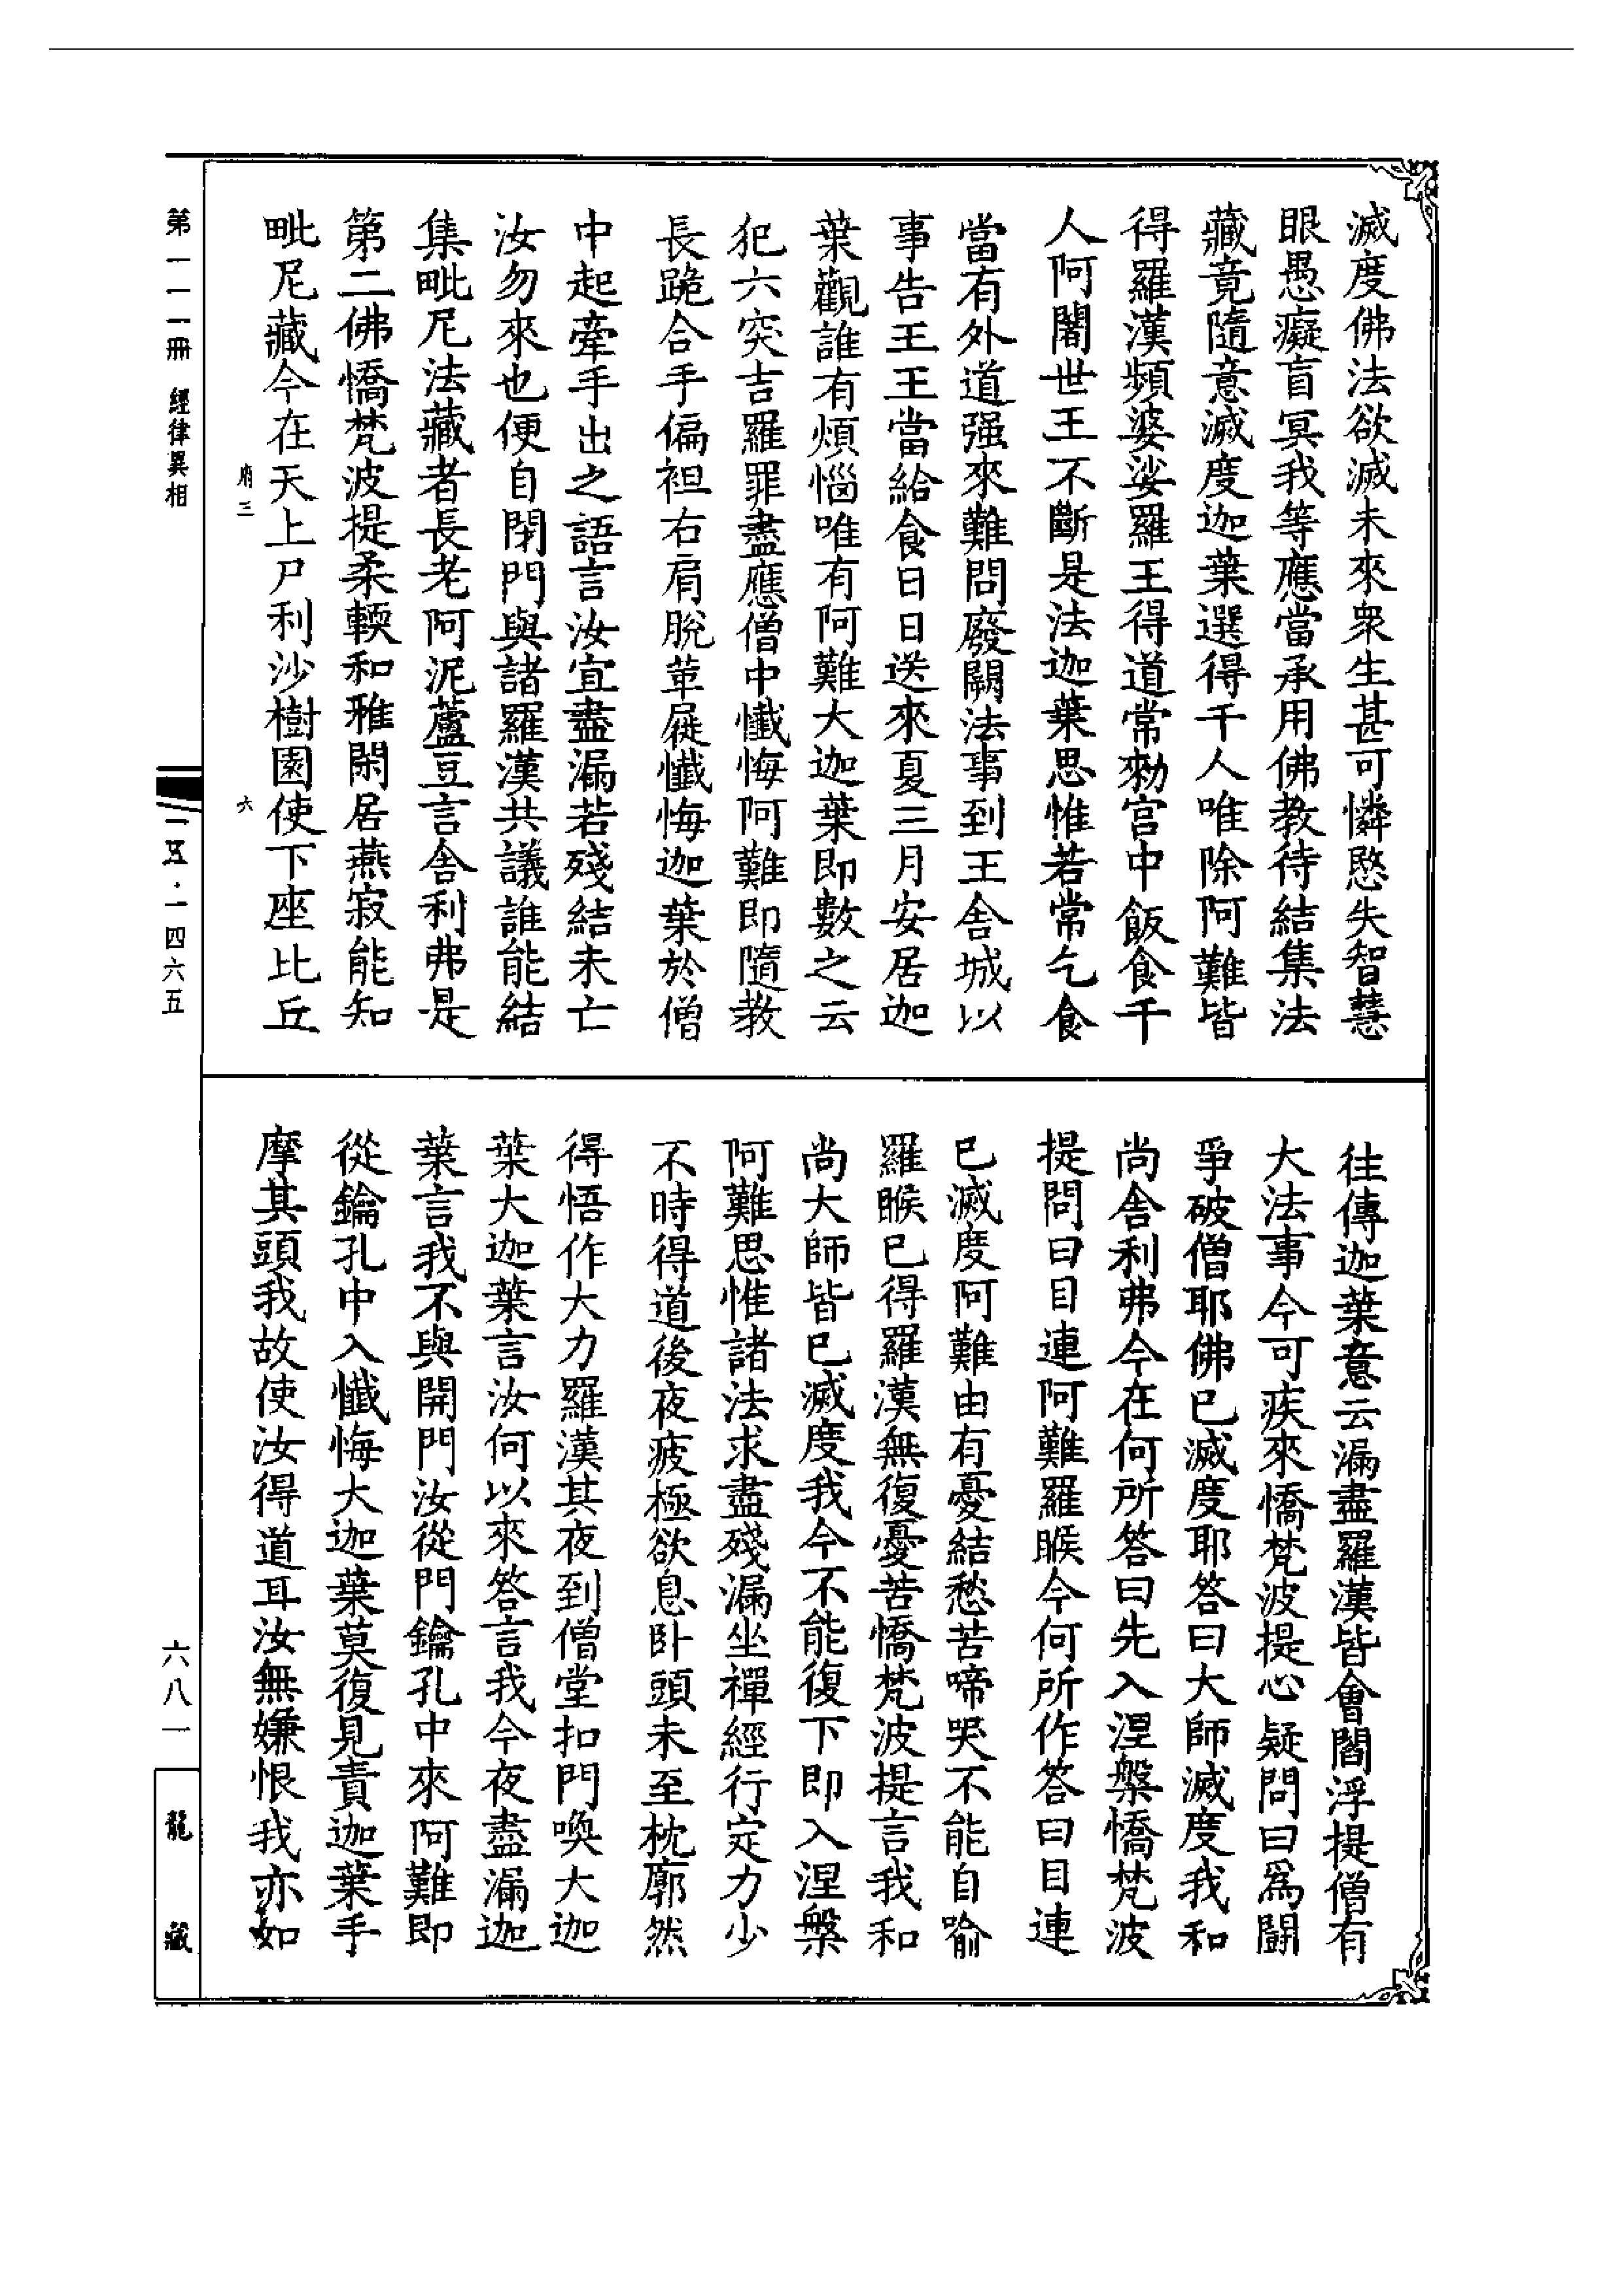 滅度佛法欲滅未來衆生甚可憐愍失智慧
眼愚癡盲冥我等應當承用佛教待結集法
藏竟隨意滅度迦葉選得千人唯除阿難皆
得羅漢頻婆娑羅王得道常勑宮中飯食千
人阿闍世王不斷是法迦葉思惟若常乞食
當有外道强來難問廢闕法事到王舍城以
事告王王當給食日日送來夏三月安居迦
葉觀誰有煩惱唯有阿難大迦葉即數之云
犯六突吉羅罪盡應僧中懺悔阿難即隨教
長跪合手偏袒右肩脫革屣懺悔迦葉於僧
中起牽手出之語言汝宜盡漏若殘結未亡
汝勿來也便自閉門與諸羅漢共議誰能結
集毗尼法藏者長老阿泥蘆豆言舍利弗是
第二佛憍梵波提柔輭和雅閑居燕寂能知
毗尼藏今在天上尸利沙樹園使下座比丘
往傳迦葉意云漏盡羅漢皆會閻浮提僧有
大法事今可疾來憍梵波提心疑問曰爲鬪
爭破僧耶佛已滅度耶答曰大師滅度我和
尚舍利弗今在何所答曰先入涅槃憍梵波
提問曰目連阿難羅睺今何所作答曰目連
已滅度阿難由有憂結愁苦啼哭不能自喻
羅睺已得羅漢無復憂苦憍梵波提言我和
尚大師皆已滅度我今不能復下即入涅槃
阿難思惟諸法求盡殘漏坐禪經行定力少
不時得道後夜疲極欲息卧頭未至枕廓然
得悟作大力羅漢其夜到僧堂扣門喚大迦
葉大迦葉言汝何以來答言我今夜盡漏迦
葉言我不與開門汝從門鑰孔中來阿難即
從鑰孔中入懺悔大迦葉莫復見責迦葉手
摩其頭我故使汝得道耳汝無嫌恨我亦如
府三
六
第一一一冊 經律異相
一五·一四六五
六八一
龍藏